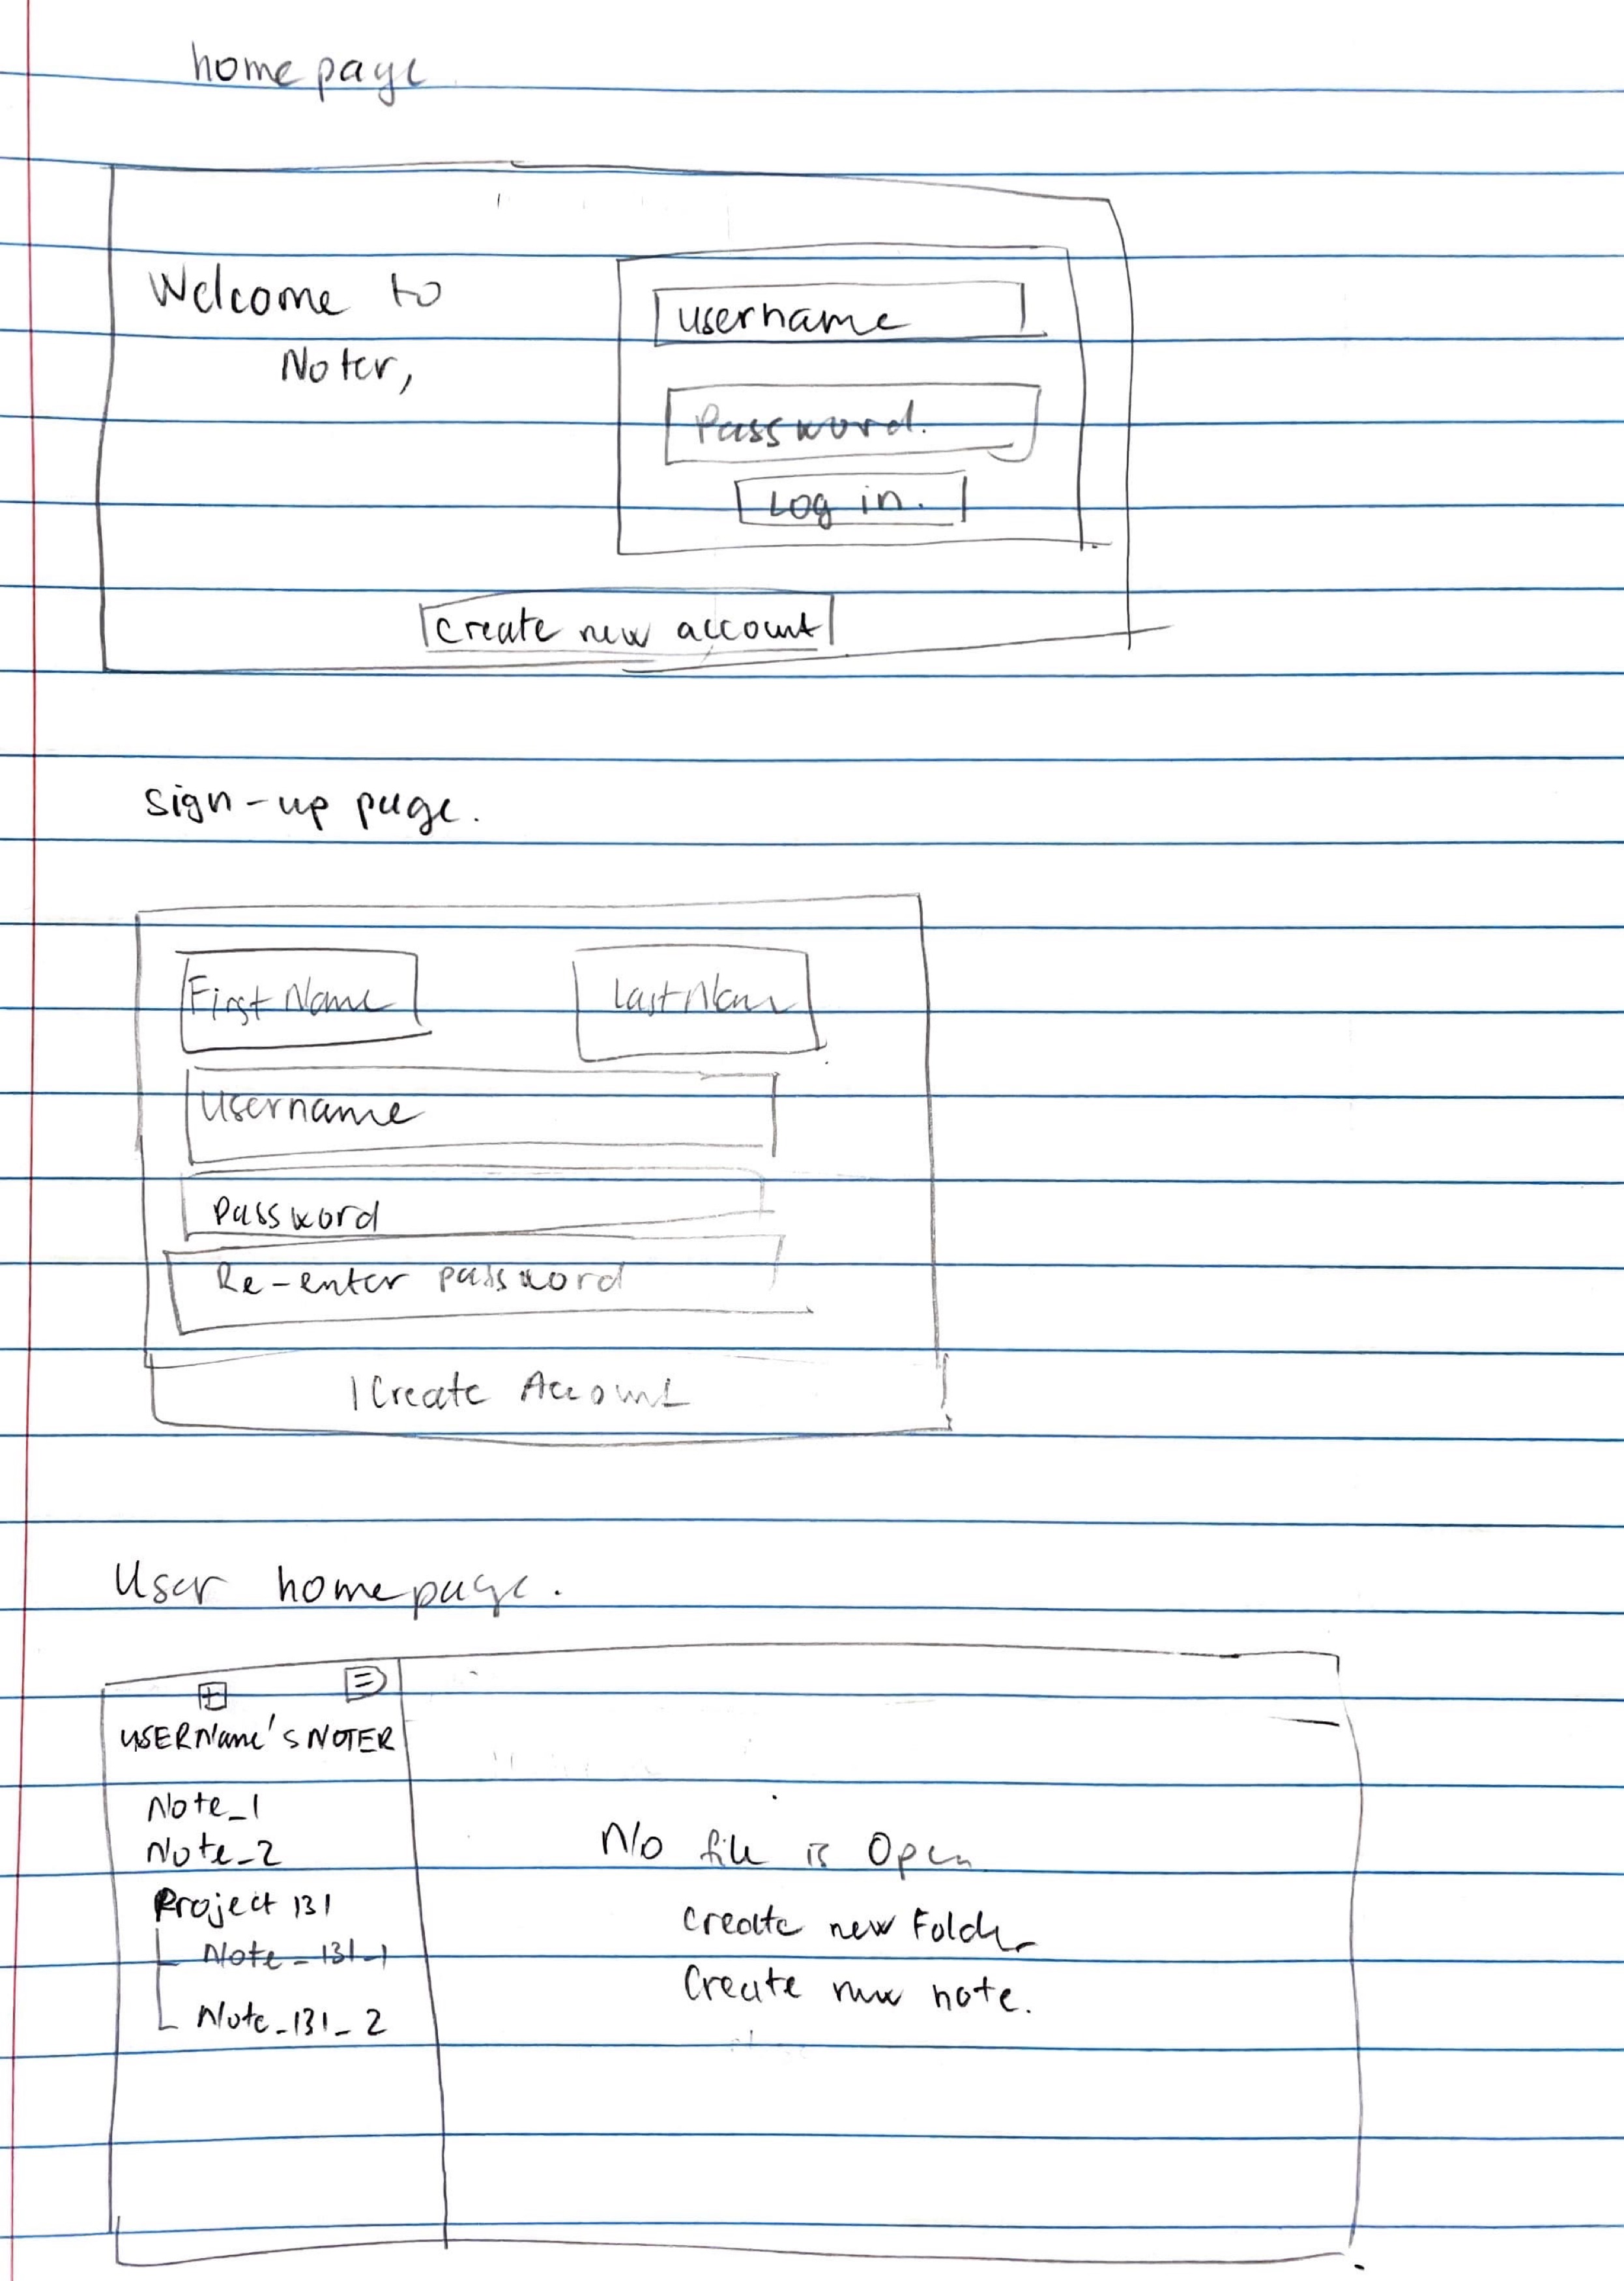 homepage
Welcome to
Noter,
username
Password.
Log in.
Create new account
sign-up page.
First Name
Last Name
username
Password
Re-enter password
Create Account
User homepage.
USERName's NOTER
Note_1
Note_2
Project 131
Note_131_1
Note_131_2
No file is Open
Create new Folder
Create new note.